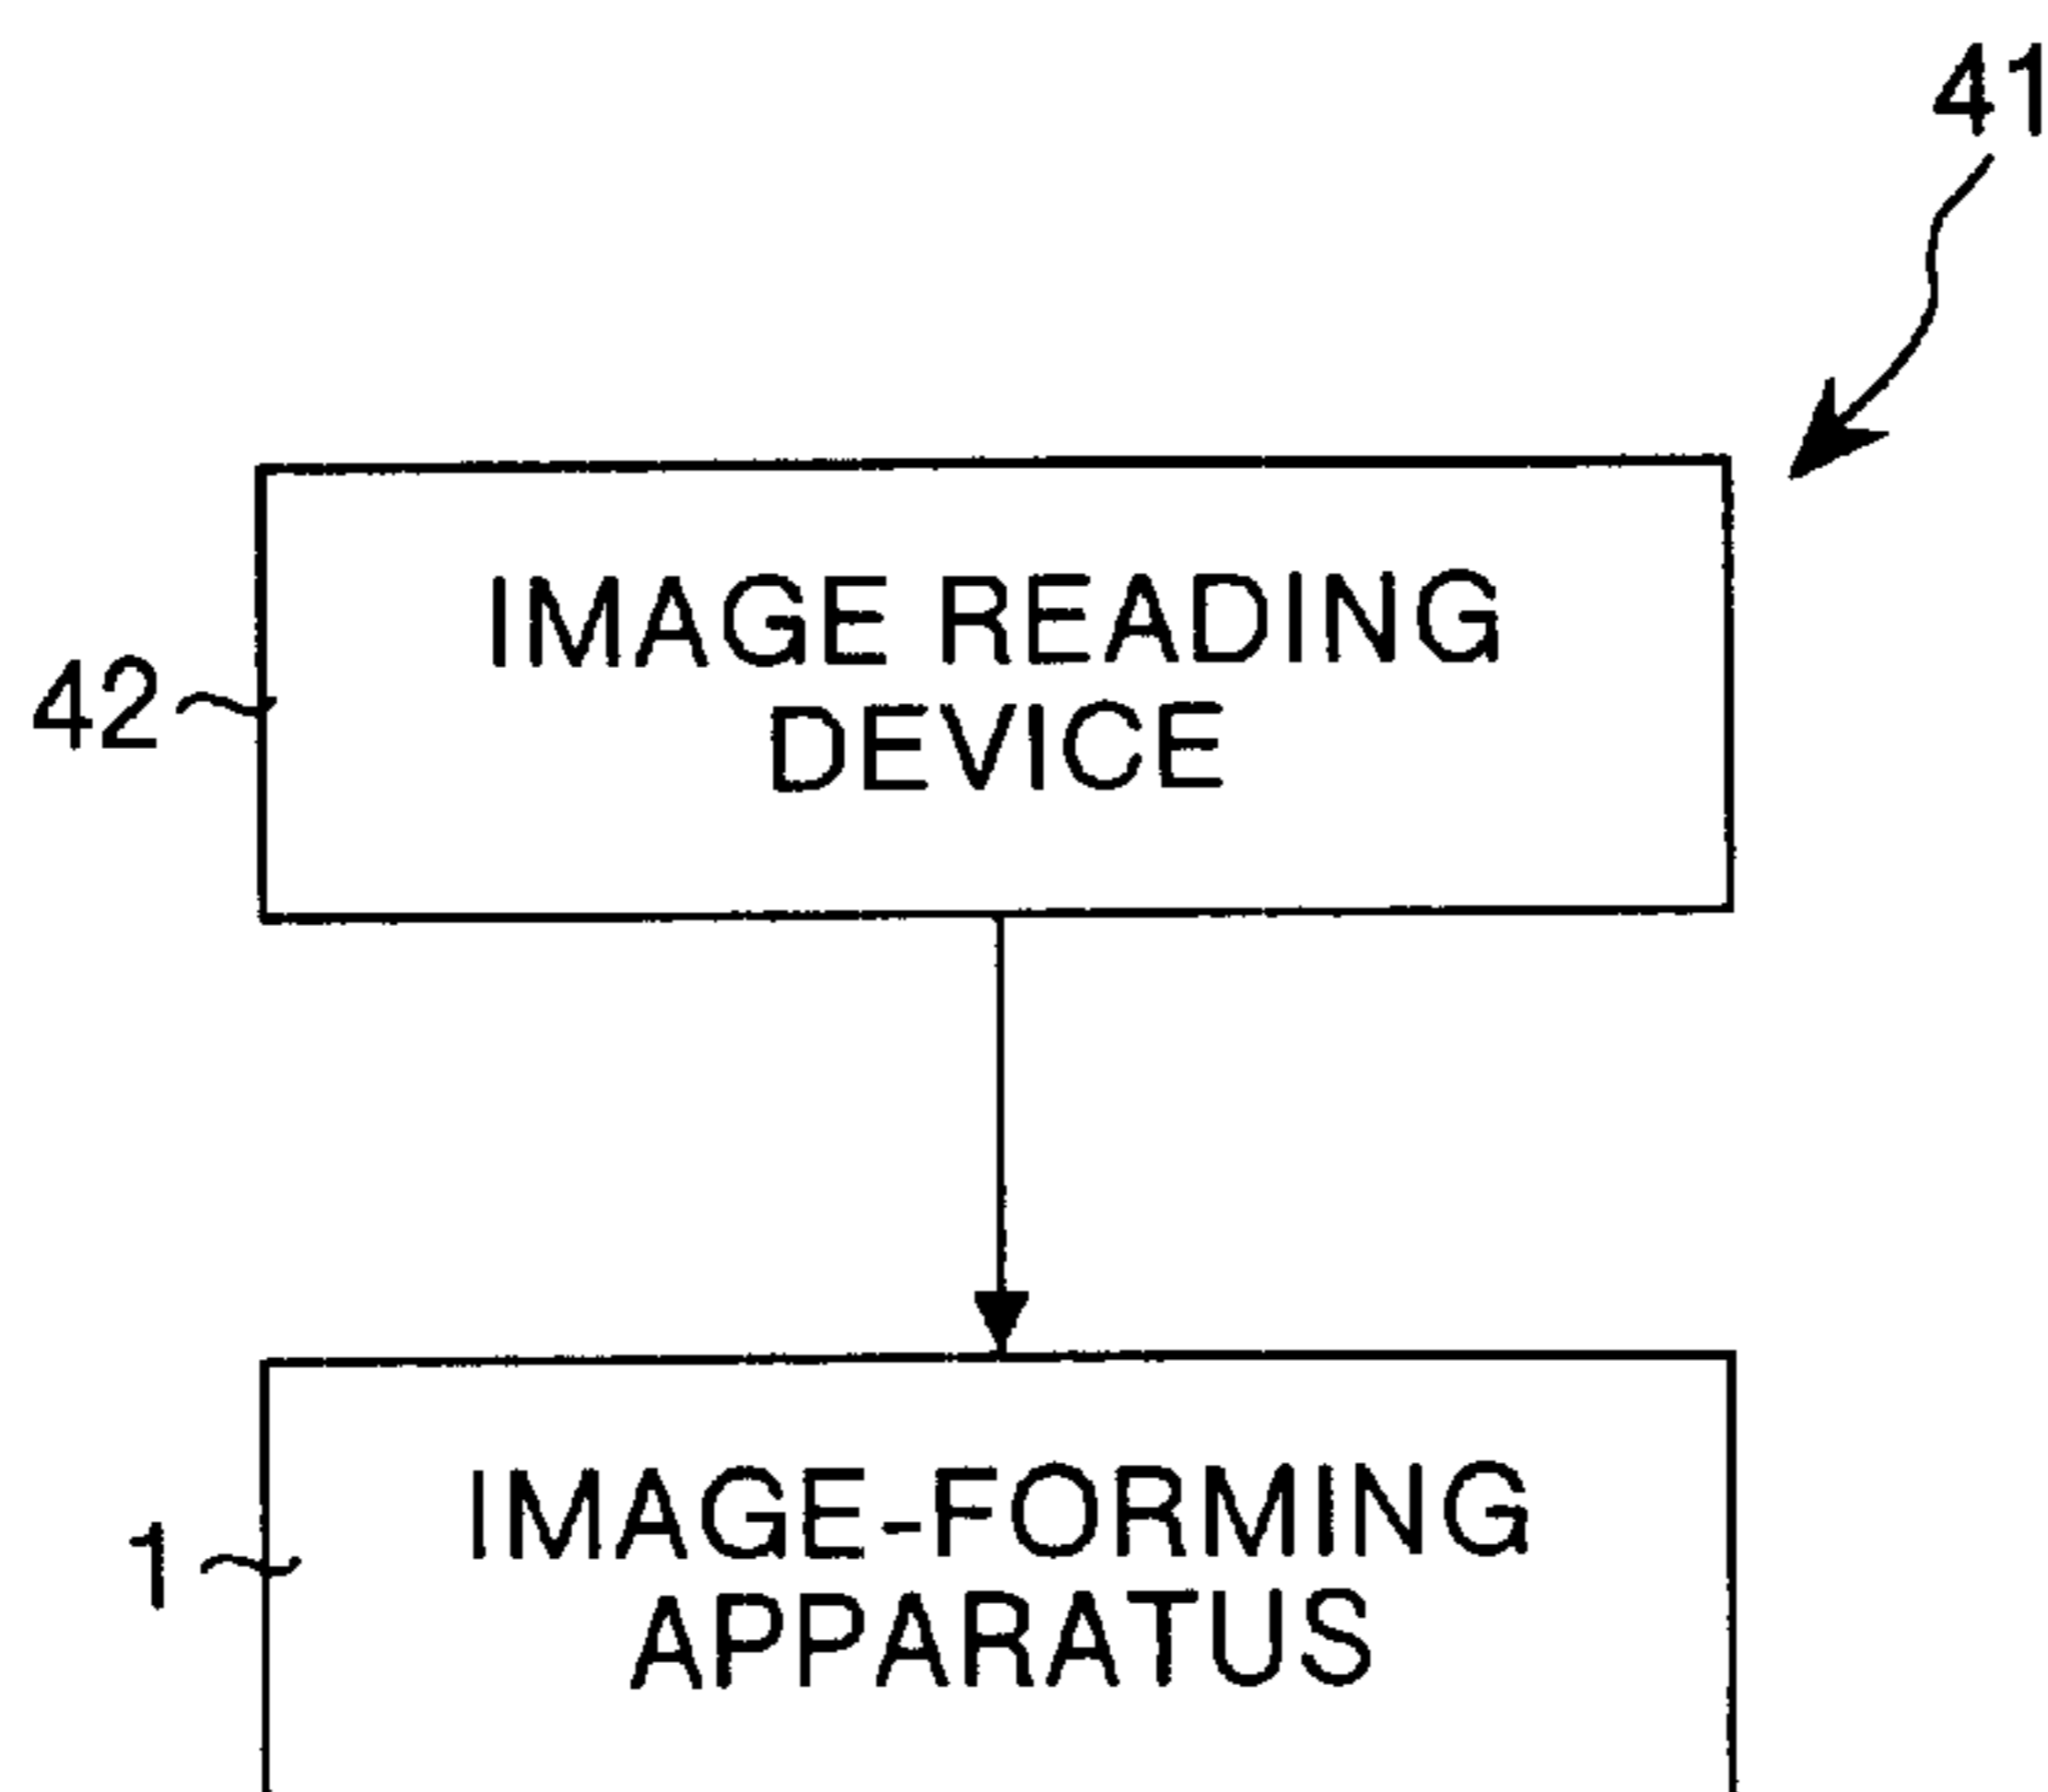 41
IMAGE READING
42
DEVICE
IMAGE-FORMING
1
APPARATUS